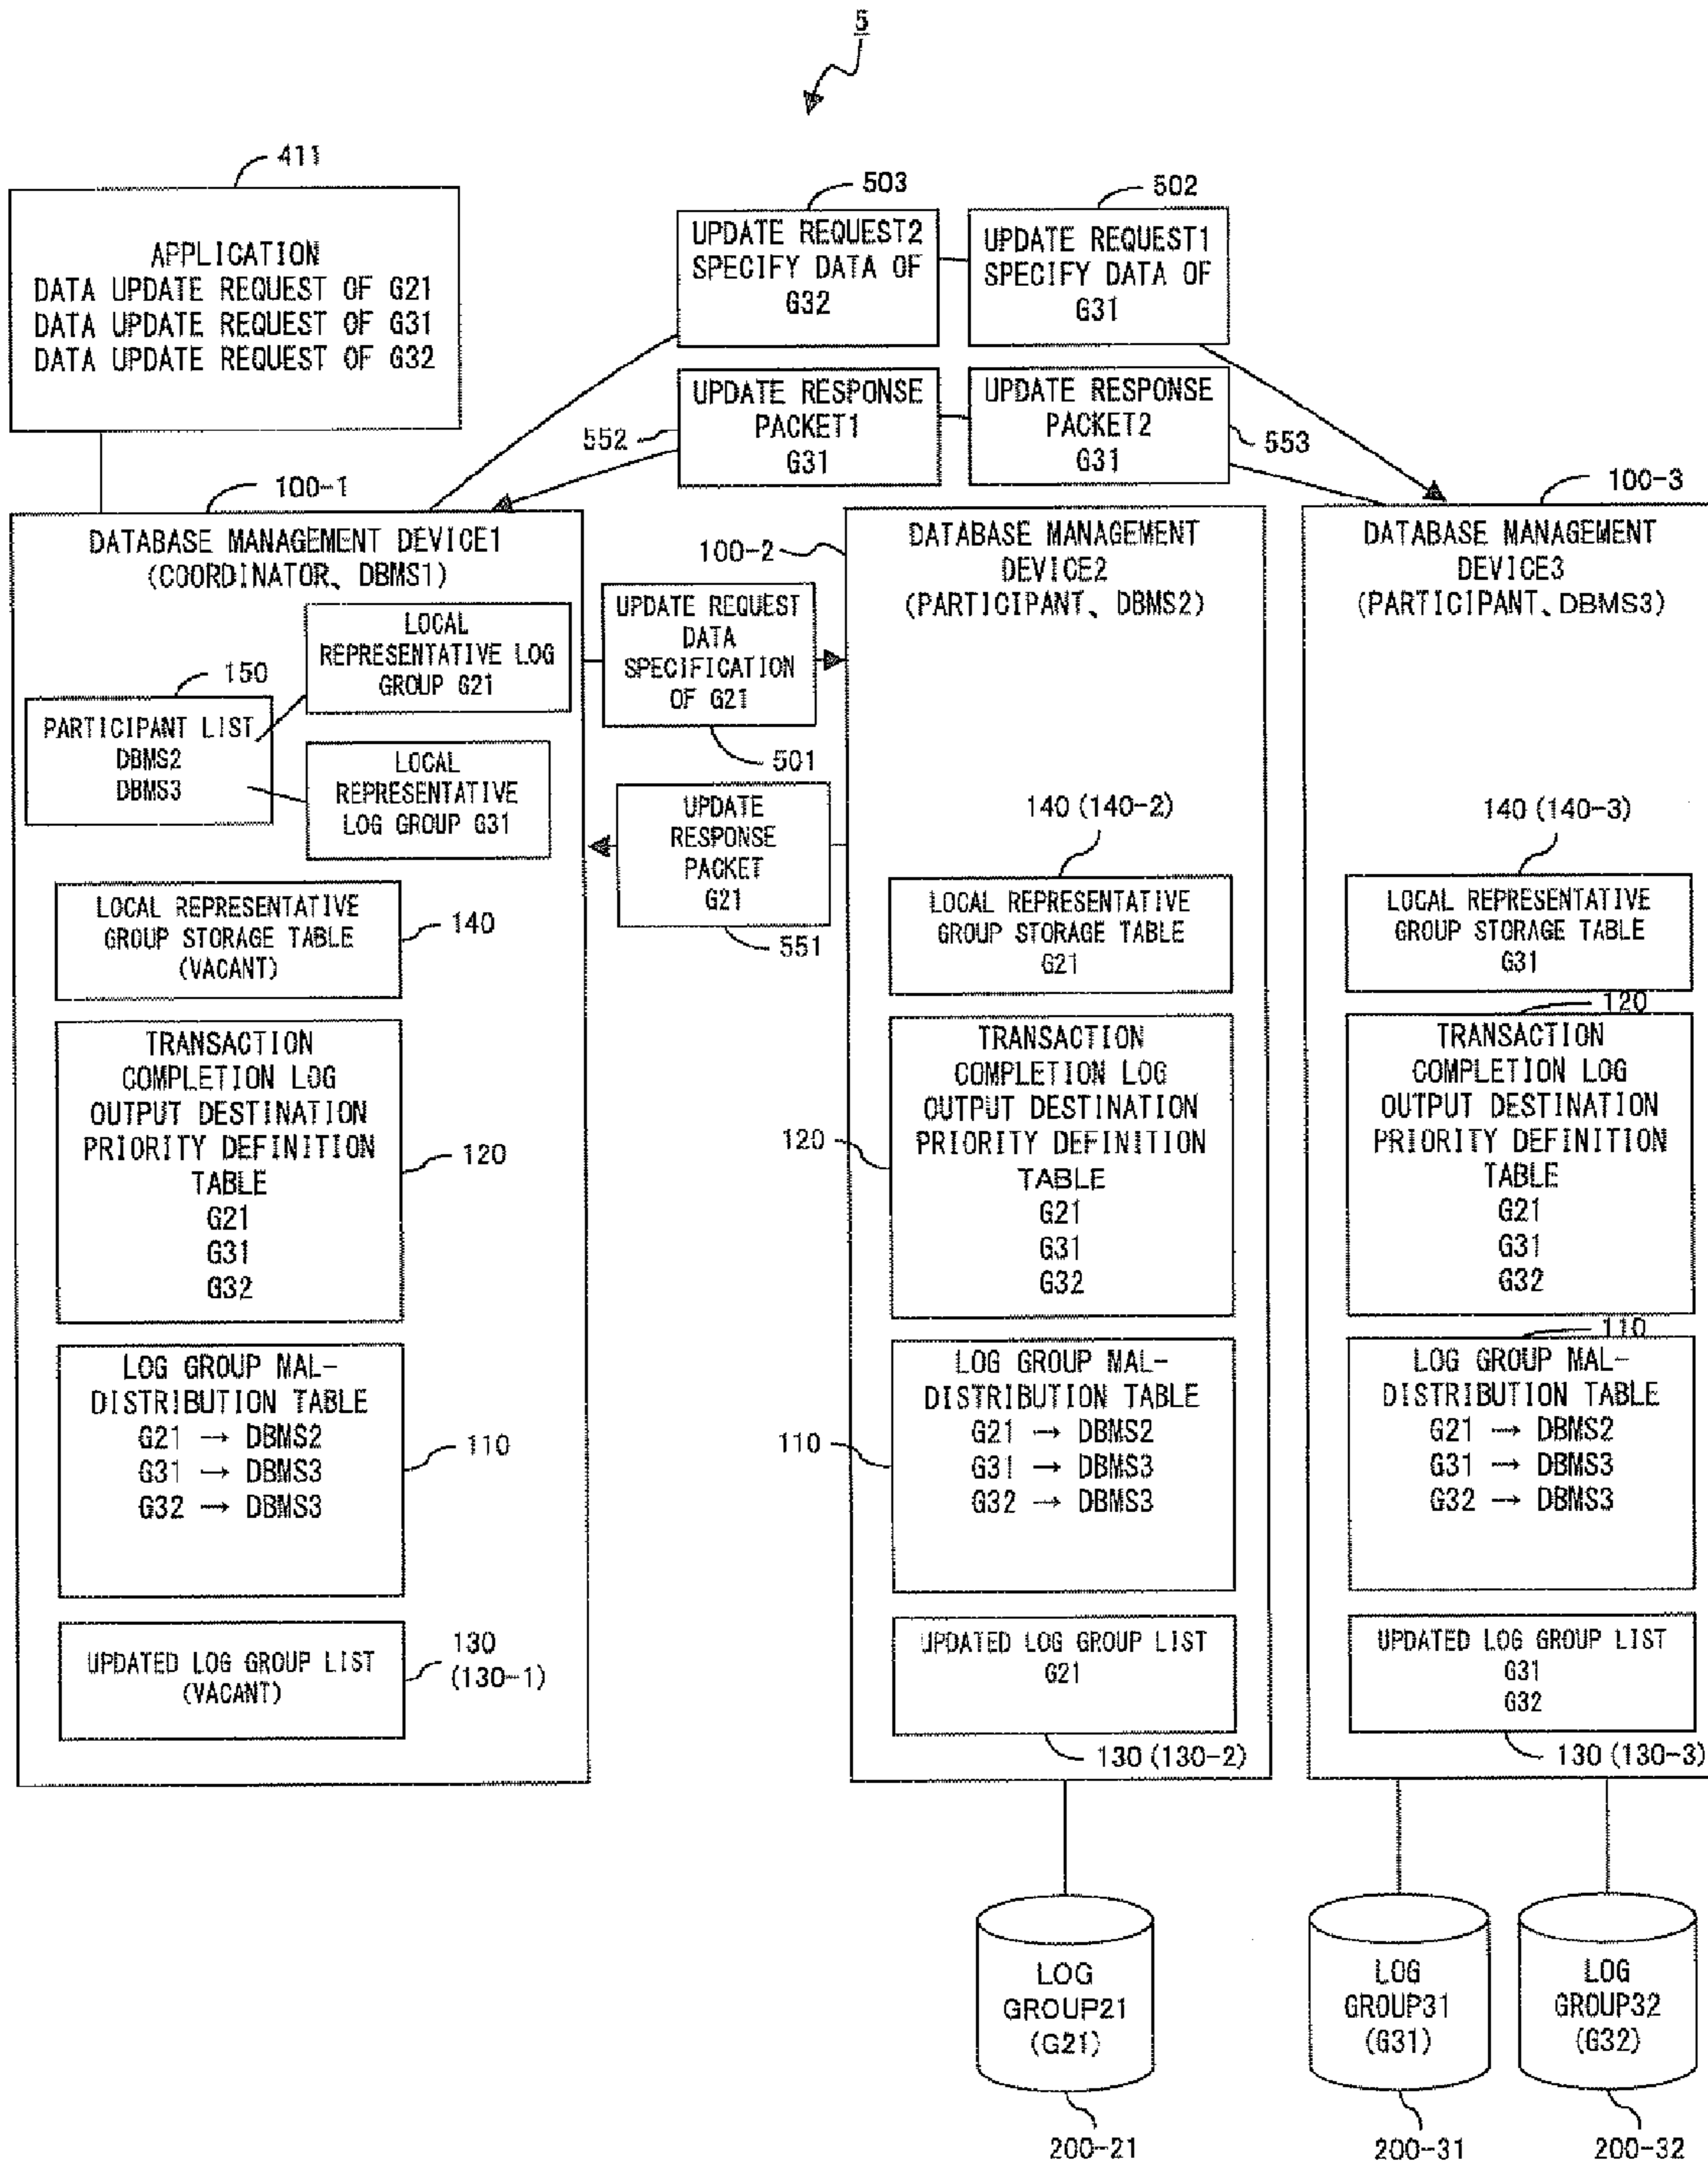 5
411
APPLICATION
DATA UPDATE REQUEST OF G21
DATA UPDATE REQUEST OF G31
DATA UPDATE REQUEST OF G32
503
UPDATE REQUEST2
SPECIFY DATA OF
G32
502
UPDATE REQUEST1
SPECIFY DATA OF
G31
552
UPDATE RESPONSE
PACKET1
G31
UPDATE RESPONSE
PACKET2
G31
553
100-1
DATABASE MANAGEMENT DEVICE1
(COORDINATOR、DBMS1)
LOCAL
REPRESENTATIVE LOG
GROUP G21
150
PARTICIPANT LIST
DBMS2
DBMS3
LOCAL
REPRESENTATIVE
LOG GROUP G31
LOCAL REPRESENTATIVE
GROUP STORAGE TABLE
(VACANT)
140
TRANSACTION
COMPLETION LOG
OUTPUT DESTINATION
PRIORITY DEFINITION
TABLE
G21
G31
G32
120
LOG GROUP MAL-
DISTRIBUTION TABLE
G21 → DBMS2
G31 → DBMS3
G32 → DBMS3
110
UPDATED LOG GROUP LIST
(VACANT)
130
(130-1)
UPDATE REQUEST
DATA
SPECIFICATION
OF G21
501
UPDATE
RESPONSE
PACKET
G21
551
100-2
DATABASE MANAGEMENT
DEVICE2
(PARTICIPANT、DBMS2)
140 (140-2)
LOCAL REPRESENTATIVE
GROUP STORAGE TABLE
G21
120
TRANSACTION
COMPLETION LOG
OUTPUT DESTINATION
PRIORITY DEFINITION
TABLE
G21
G31
G32
110
LOG GROUP MAL-
DISTRIBUTION TABLE
G21 → DBMS2
G31 → DBMS3
G32 → DBMS3
UPDATED LOG GROUP LIST
G21
130 (130-2)
LOG
GROUP21
(G21)
200-21
100-3
DATABASE MANAGEMENT
DEVICE3
(PARTICIPANT、DBMS3)
140 (140-3)
LOCAL REPRESENTATIVE
GROUP STORAGE TABLE
G31
120
TRANSACTION
COMPLETION LOG
OUTPUT DESTINATION
PRIORITY DEFINITION
TABLE
G21
G31
G32
110
LOG GROUP MAL-
DISTRIBUTION TABLE
G21 → DBMS2
G31 → DBMS3
G32 → DBMS3
UPDATED LOG GROUP LIST
G31
G32
130 (130-3)
LOG
GROUP31
(G31)
200-31
LOG
GROUP32
(G32)
200-32